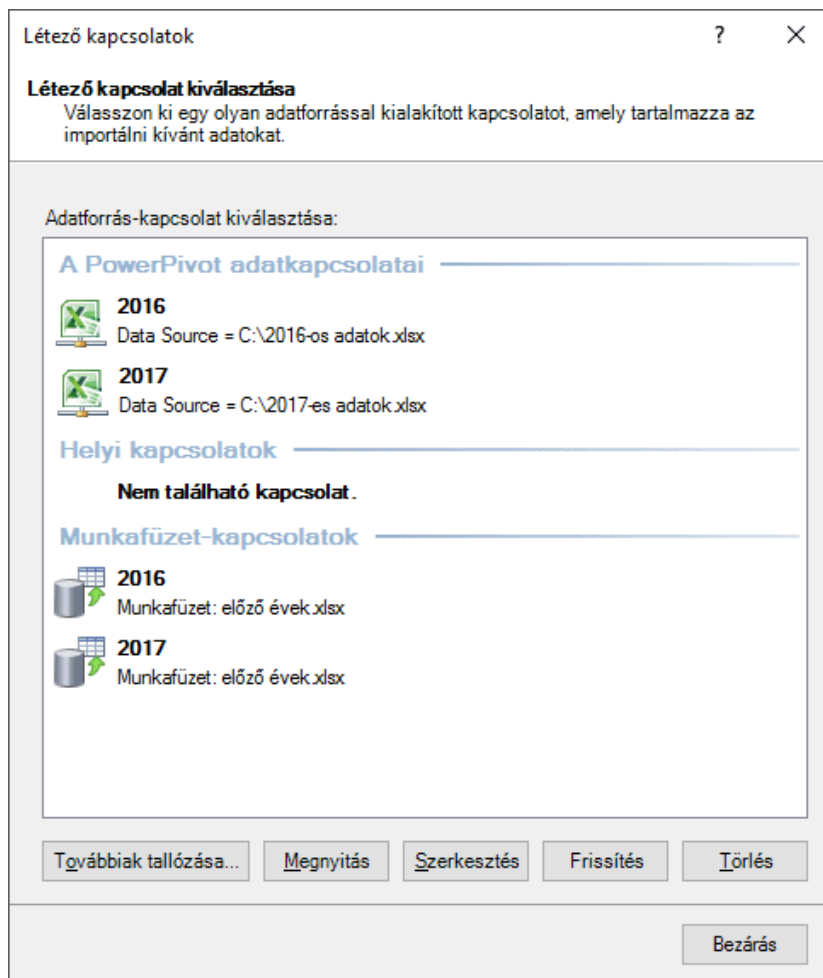 Létező kapcsolatok
?
Létező kapcsolat kiválasztása
Válasszon ki egy olyan adatforrással kialakított kapcsolatot, amely tartalmazza az
importálni kívánt adatokat.
Adatforrás-kapcsolat kiválasztása:
A PowerPivot adatkapcsolatai
2016
Data Source = C:\2016-os adatok.xlsx
2017
Data Source = C:\2017-es adatok.xlsx
Helyi kapcsolatok
Nem található kapcsolat.
Munkafüzet-kapcsolatok
2016
Munkafüzet: előző évek.xlsx
2017
Munkafüzet: előző évek.xlsx
Továbbiak tallózása... Megnyitás Szerkesztés Frissítés Törlés
Bezárás